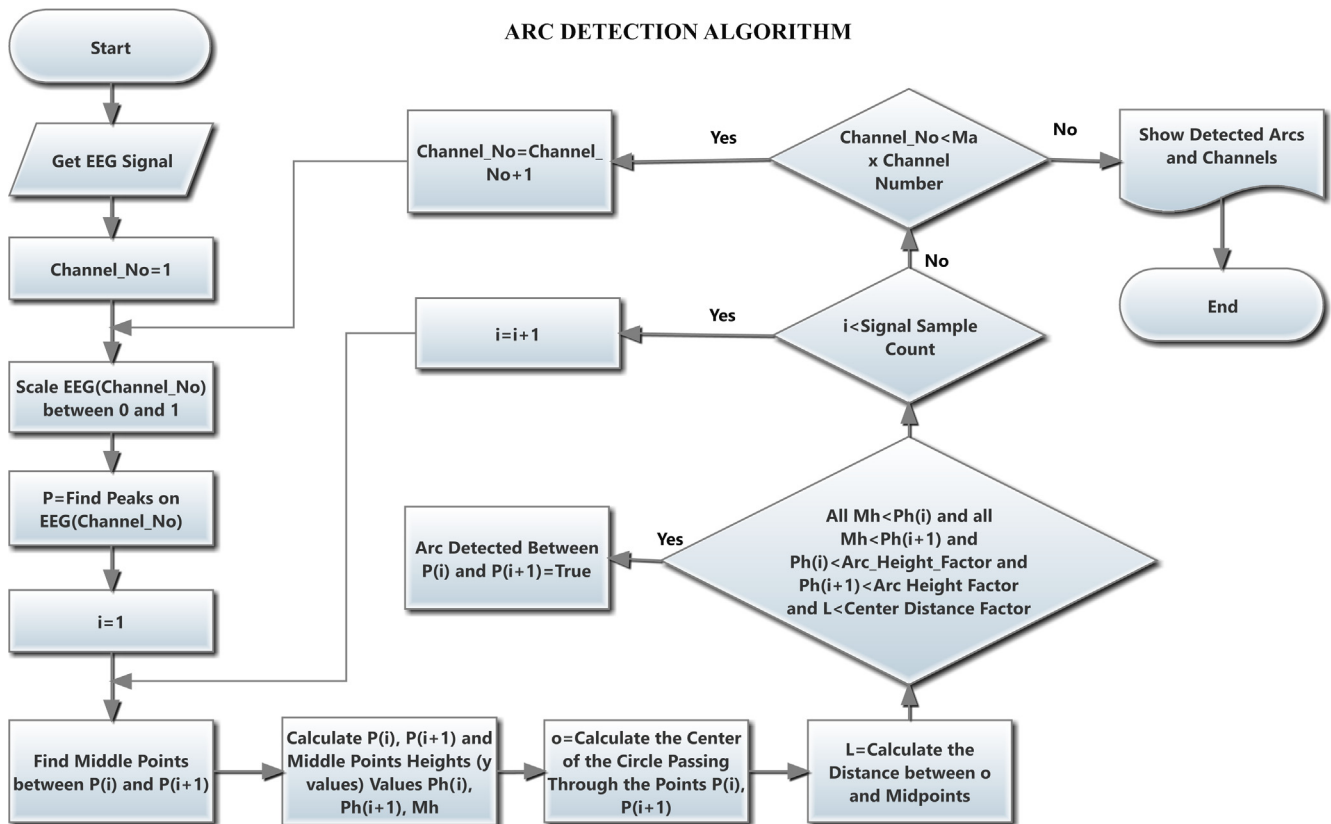 ARC DETECTION ALGORITHM
Start
Get EEG Signal
Channel_No=1
Scale EEG(Channel_No)
between 0 and 1
P=Find Peaks on
EEG(Channel_No)
i=1
Find Middle Points
between P(i) and P(i+1)
Calculate P(i), P(i+1) and
Middle Points Heights (y
values) Values Ph(i),
Ph(i+1), Mh
o=Calculate the Center
of the Circle Passing
Through the Points P(i),
P(i+1)
L=Calculate the
Distance between o
and Midpoints
All Mh<Ph(i) and all
Mh<Ph(i+1) and
Ph(i)<Arc_Height_Factor and
Ph(i+1)<Arc Height Factor
and L<Center Distance Factor
Yes
Arc Detected Between
P(i) and P(i+1)=True
i<Signal Sample
Count
Yes
i=i+1
No
Channel_No<Ma
x Channel
Number
Yes
Channel_No=Channel_
No+1
No
Show Detected Arcs
and Channels
End